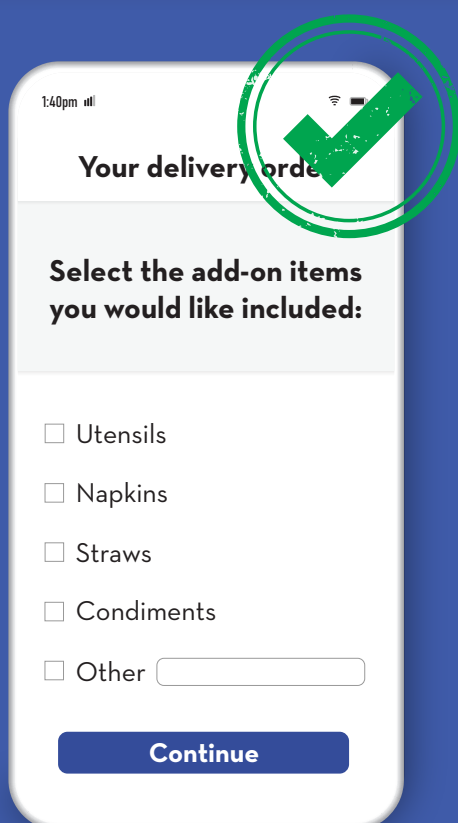 1:40pm
Your delivery order
Select the add-on items
you would like included:
Utensils
Napkins
Straws
Condiments
Other
Continue